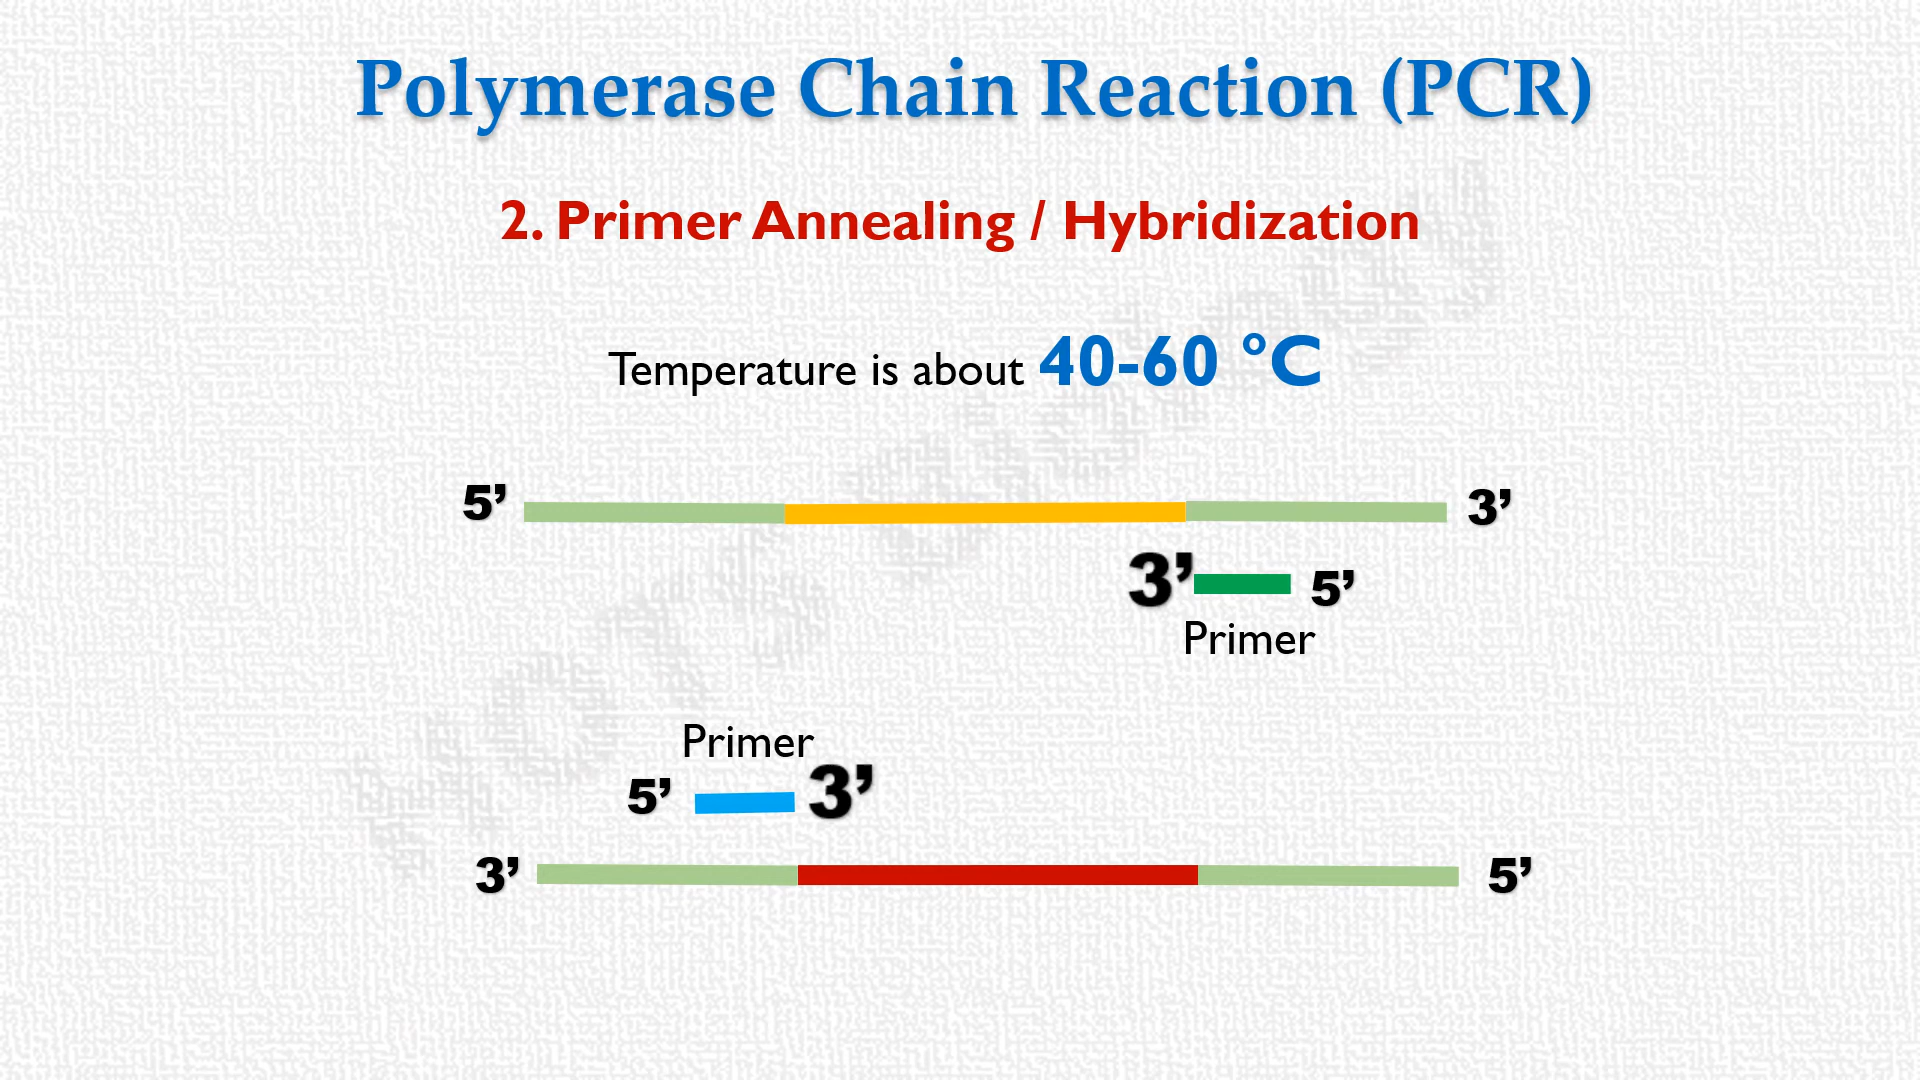 Polymerase Chain Reaction (PCR)
2. Primer Annealing / Hybridization
Temperature is about 40-60 °C
5’ 3’
3’ 5’
Primer
Primer
5’ 3’
3’ 5’